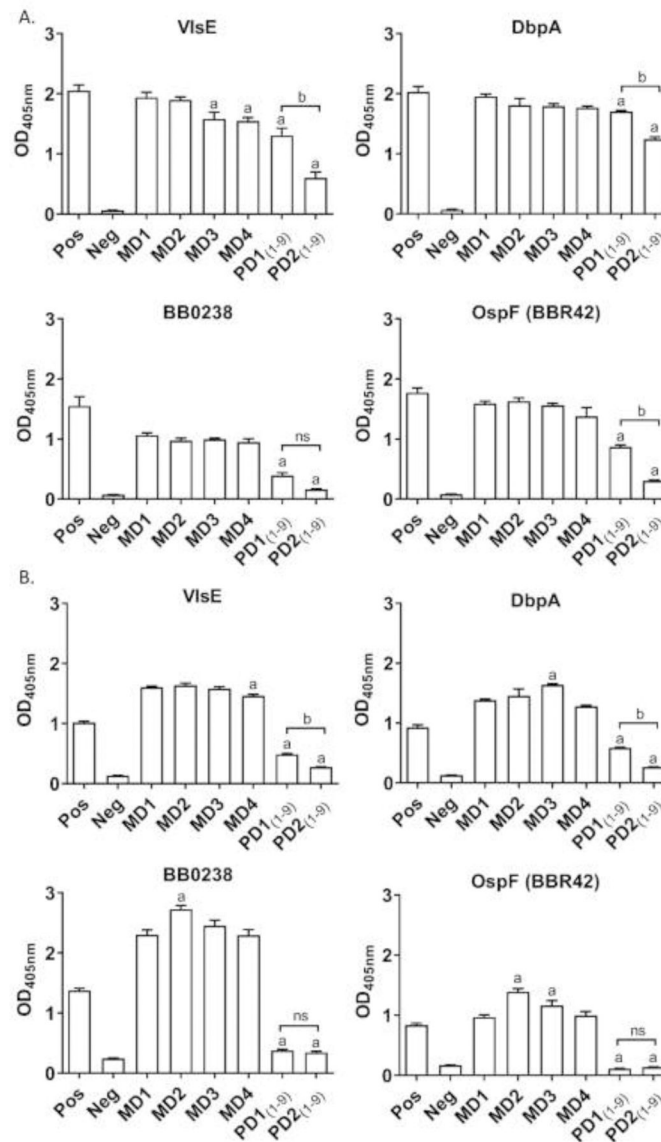 A.
VlsE
OD405nm
3
2
1
0
a
a
a
a
b
Pos Neg MD1 MD2 MD3 MD4 PD1(1-9) PD2(1-9)
DbpA
OD405nm
3
2
1
0
a
a
b
Pos Neg MD1 MD2 MD3 MD4 PD1(1-9) PD2(1-9)
BB0238
OD405nm
3
2
1
0
a
a
ns
Pos Neg MD1 MD2 MD3 MD4 PD1(1-9) PD2(1-9)
OspF (BBR42)
OD405nm
3
2
1
0
a
a
b
Pos Neg MD1 MD2 MD3 MD4 PD1(1-9) PD2(1-9)
B.
VlsE
OD405nm
3
2
1
0
a
a
a
b
Pos Neg MD1 MD2 MD3 MD4 PD1(1-9) PD2(1-9)
DbpA
OD405nm
3
2
1
0
a
a
a
b
Pos Neg MD1 MD2 MD3 MD4 PD1(1-9) PD2(1-9)
BB0238
OD405nm
3
2
1
0
a
a
a
ns
Pos Neg MD1 MD2 MD3 MD4 PD1(1-9) PD2(1-9)
OspF (BBR42)
OD405nm
3
2
1
0
a
a
a
a
ns
Pos Neg MD1 MD2 MD3 MD4 PD1(1-9) PD2(1-9)